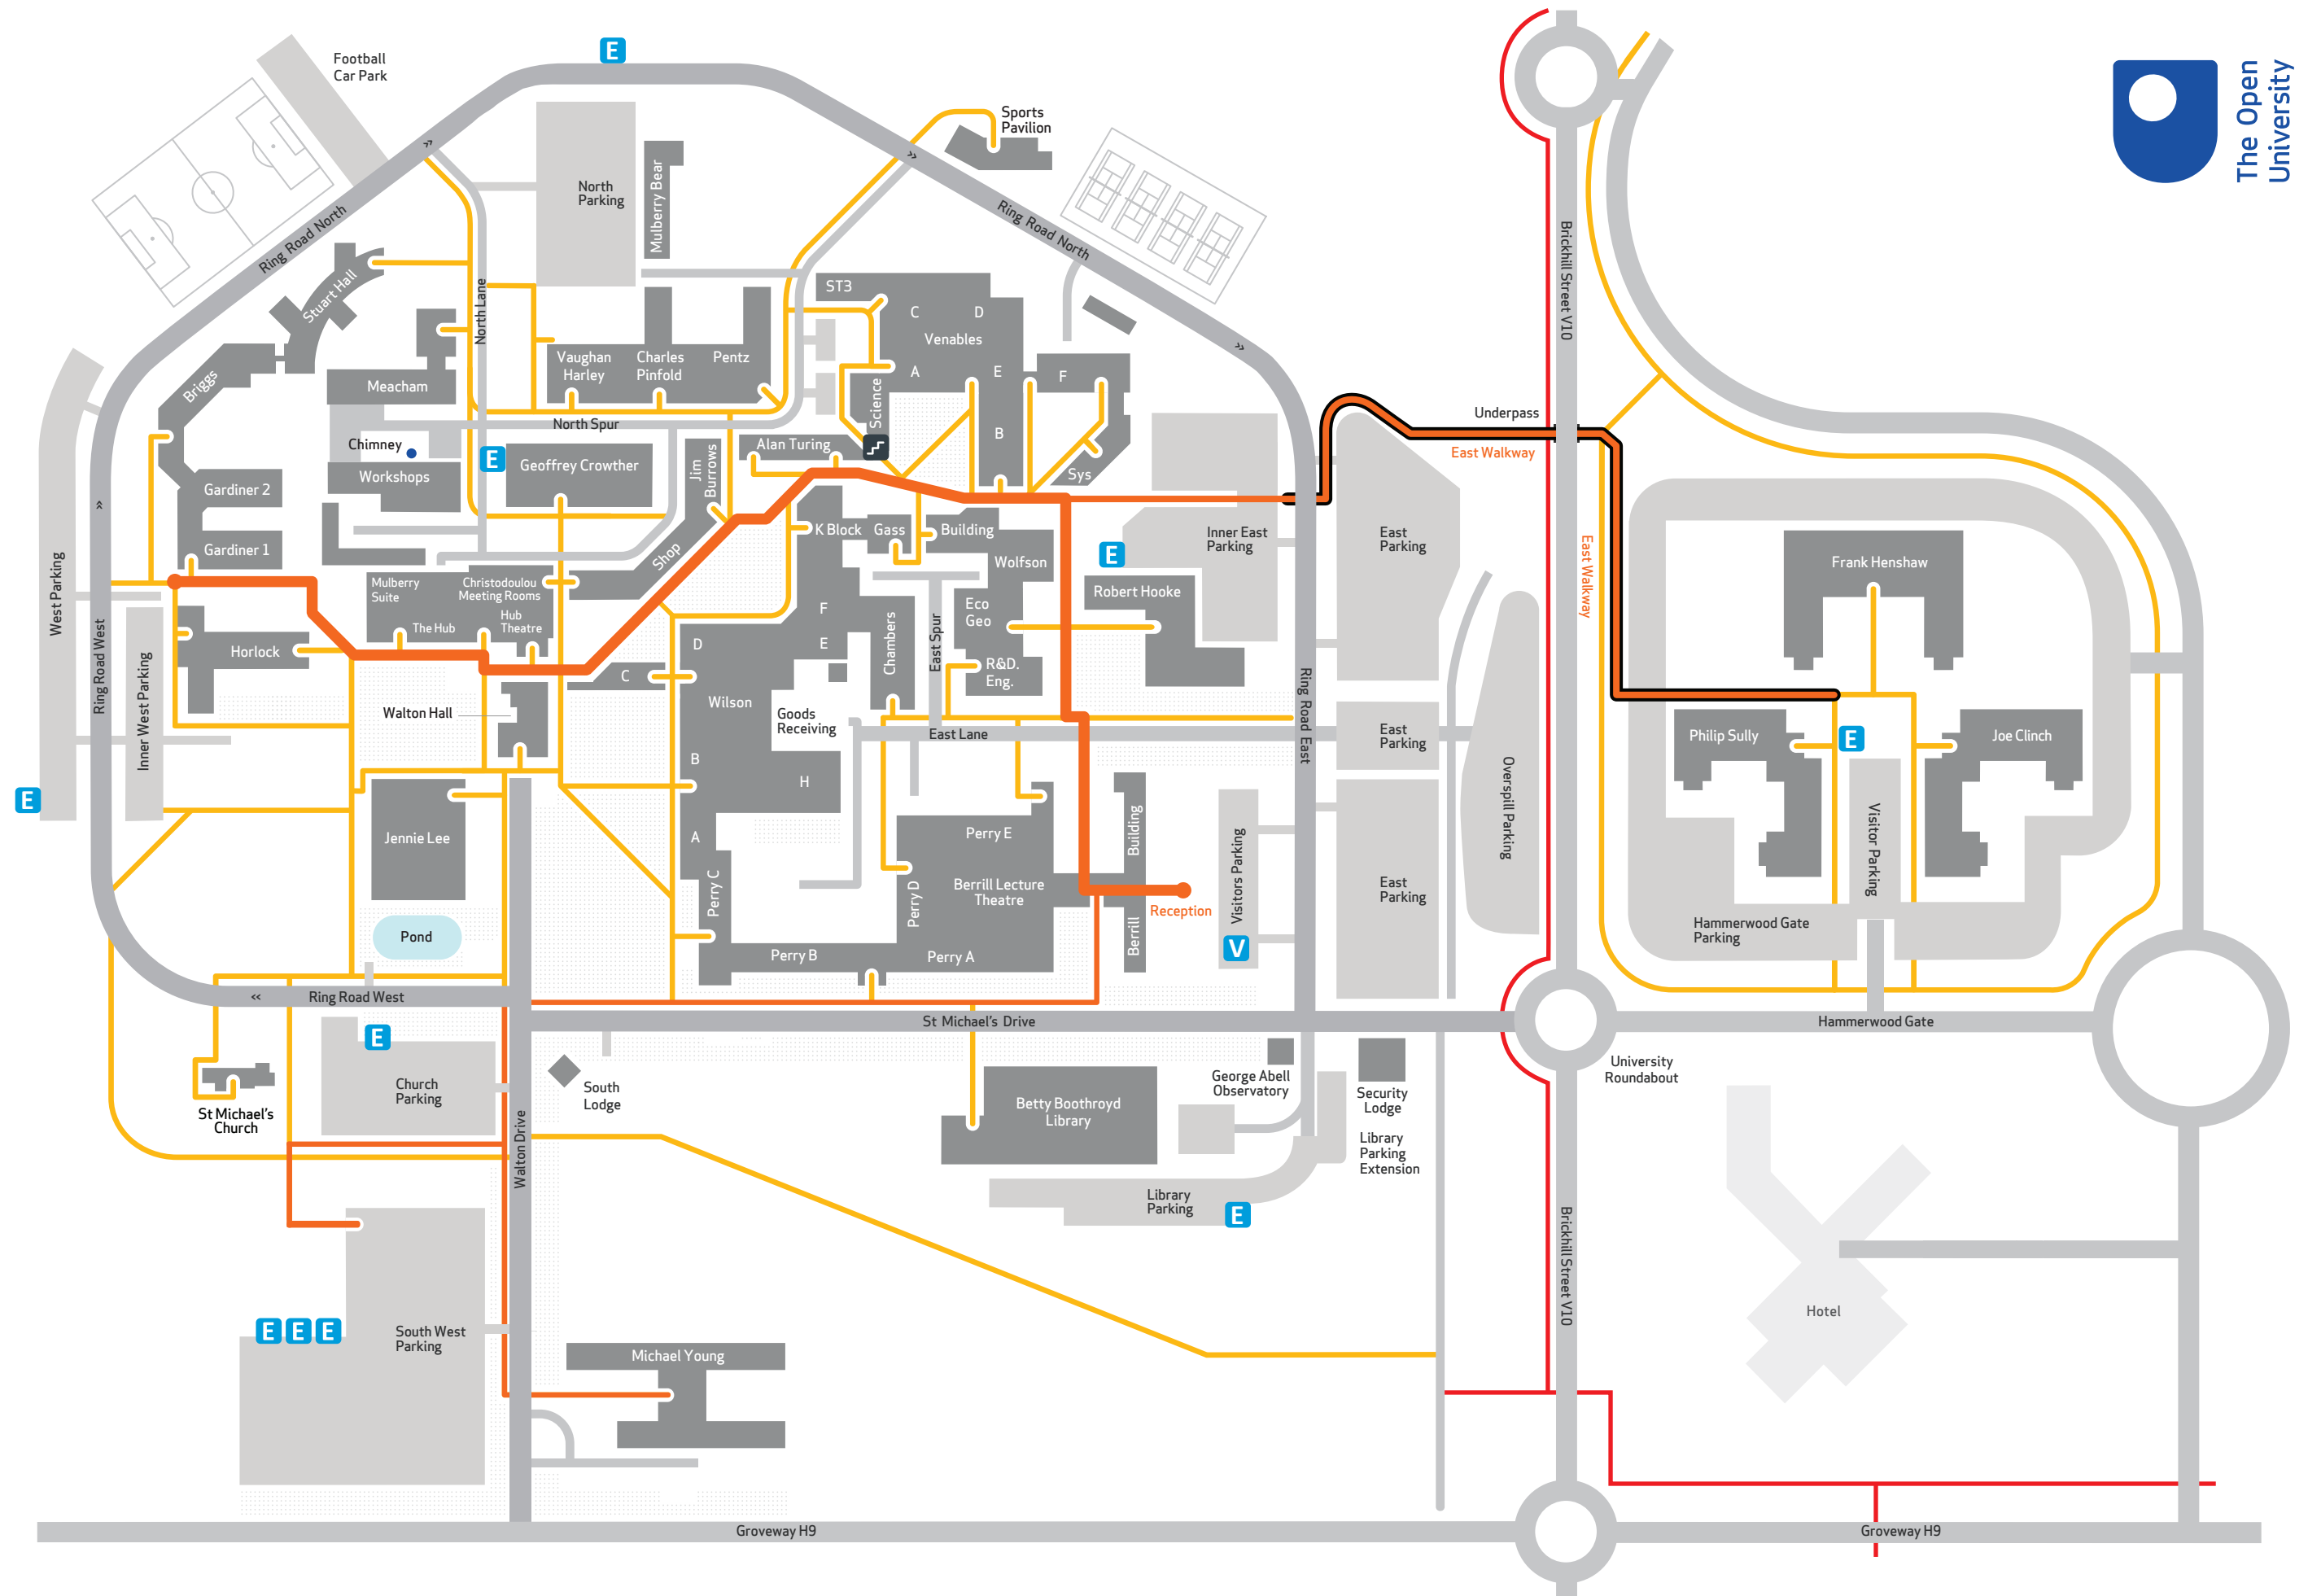 Football
Car Park
E
Sports
Pavilion
The Open
University
North
Parking
Mulberry Bear
Ring Road North
Ring Road North
Brickhill Street V10
Stuart Hall
North Lane
ST3
C
D
Venables
Vaughan
Harley
Charles
Pinfold
Pentz
A
E
F
Briggs
Meacham
Science
Underpass
East Walkway
North Spur
B
Chimney
E
Geoffrey Crowther
Alan Turing
Jim
Burrows
Sys
Workshops
Gardiner 2
K Block
Gass
Building
Inner East
Parking
East
Parking
Gardiner 1
Shop
E
Wolfson
East Walkway
Frank Henshaw
West Parking
Mulberry
Suite
Christodoulou
Meeting Rooms
Hub
Theatre
The Hub
F
E
D
Chambers
East Spur
Eco
Geo
Robert Hooke
Horlock
Ring Road West
Inner West Parking
C
R&D.
Eng.
Ring Road East
Walton Hall
Wilson
Goods
Receiving
East Lane
East
Parking
Philip Sully
E
Joe Clinch
B
H
E
Overspill Parking
Jennie Lee
A
Perry E
Building
Visitors Parking
Visitor Parking
Perry C
Perry D
Berrill Lecture
Theatre
East
Parking
Reception
Pond
Berrill
V
Hammerwood Gate
Parking
Perry B
Perry A
Ring Road West
St Michael's Drive
Hammerwood Gate
E
University
Roundabout
Church
Parking
South
Lodge
George Abell
Observatory
Security
Lodge
St Michael's
Church
Betty Boothroyd
Library
Walton Drive
Library
Parking
Extension
Library
Parking
E
Brickhill Street V10
E E E
South West
Parking
Hotel
Michael Young
Groveway H9
Groveway H9